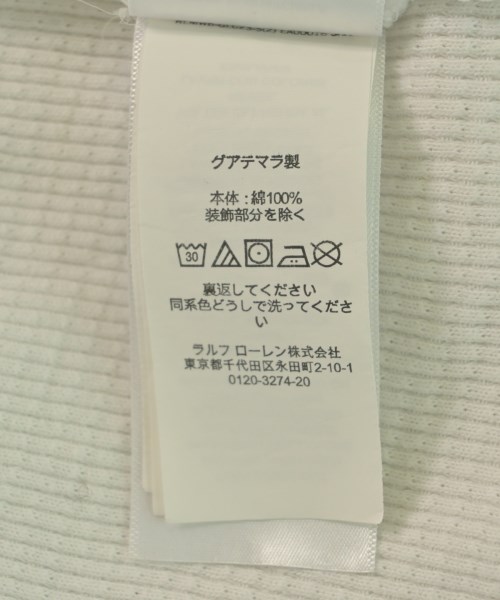 グアテマラ製
本体 : 綿100%
装飾部分を除く
30
裏返してください
同系色どうしで洗ってくださ
い
ラルフ ローレン株式会社
東京都千代田区永田町2-10-1
0120-3274-20